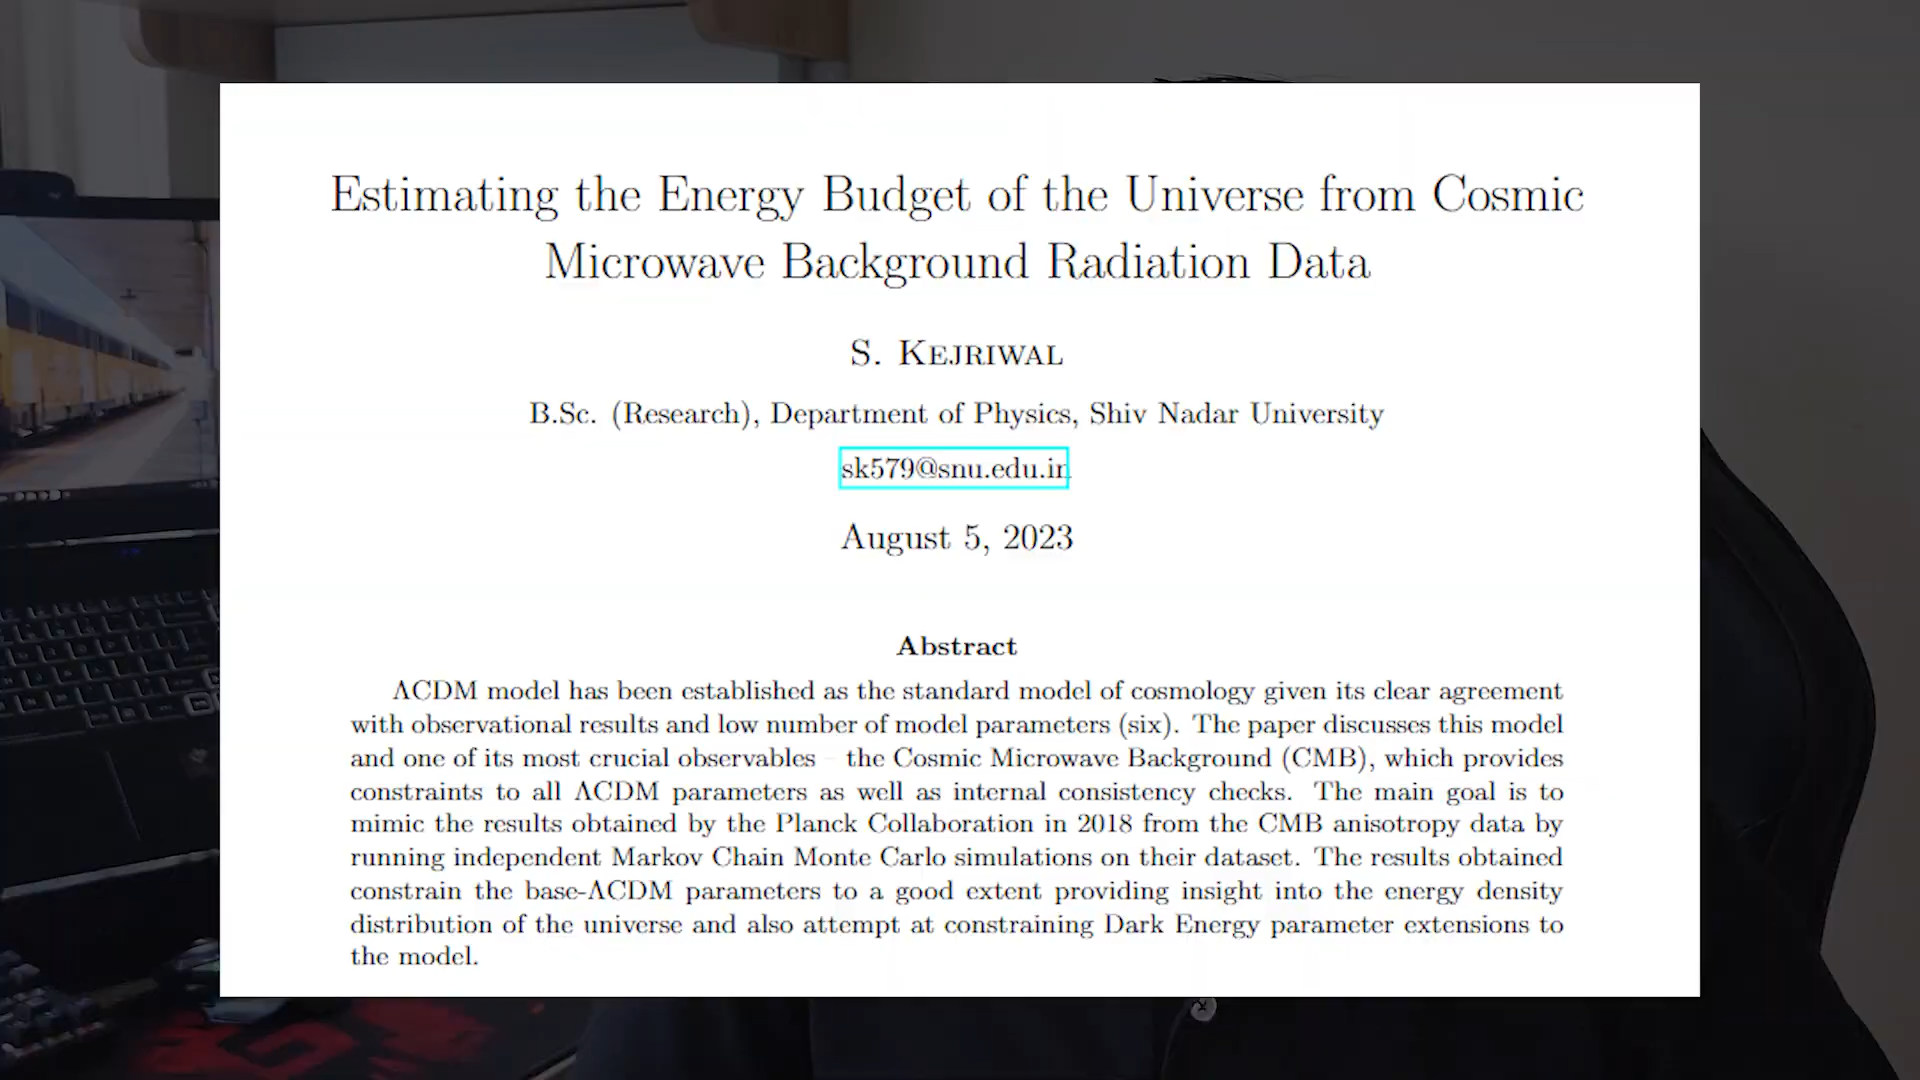 Estimating the Energy Budget of the Universe from Cosmic
Microwave Background Radiation Data
S. Kejriwal
B.Sc. (Research), Department of Physics, Shiv Nadar University
sk579@snu.edu.in
August 5, 2023
Abstract
ΛCDM model has been established as the standard model of cosmology given its clear agreement
with observational results and low number of model parameters (six). The paper discusses this model
and one of its most crucial observables – the Cosmic Microwave Background (CMB), which provides
constraints to all ΛCDM parameters as well as internal consistency checks. The main goal is to
mimic the results obtained by the Planck Collaboration in 2018 from the CMB anisotropy data by
running independent Markov Chain Monte Carlo simulations on their dataset. The results obtained
constrain the base-ΛCDM parameters to a good extent providing insight into the energy density
distribution of the universe and also attempt at constraining Dark Energy parameter extensions to
the model.